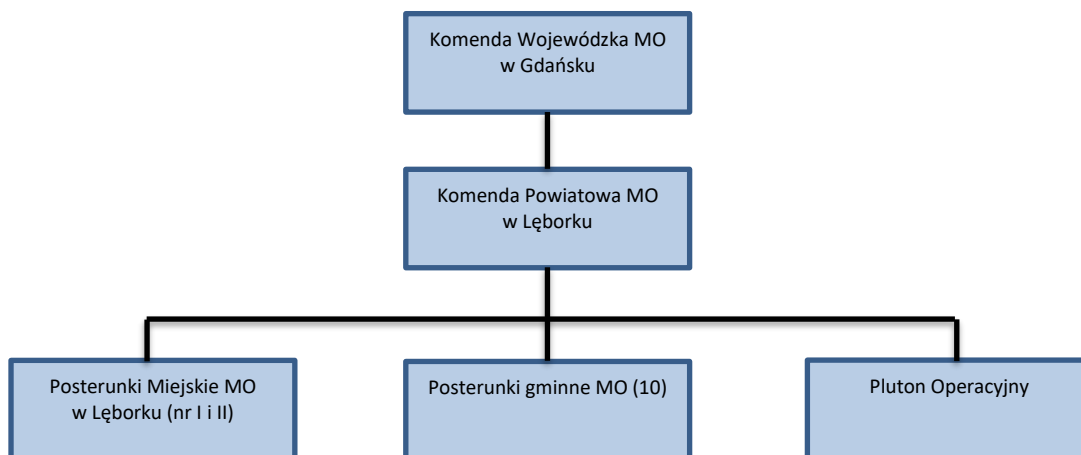 Komenda Wojewódzka MO
w Gdańsku
Komenda Powiatowa MO
w Lęborku
Posterunki Miejskie MO
w Lęborku (nr I i II)
Posterunki gminne MO (10)
Pluton Operacyjny